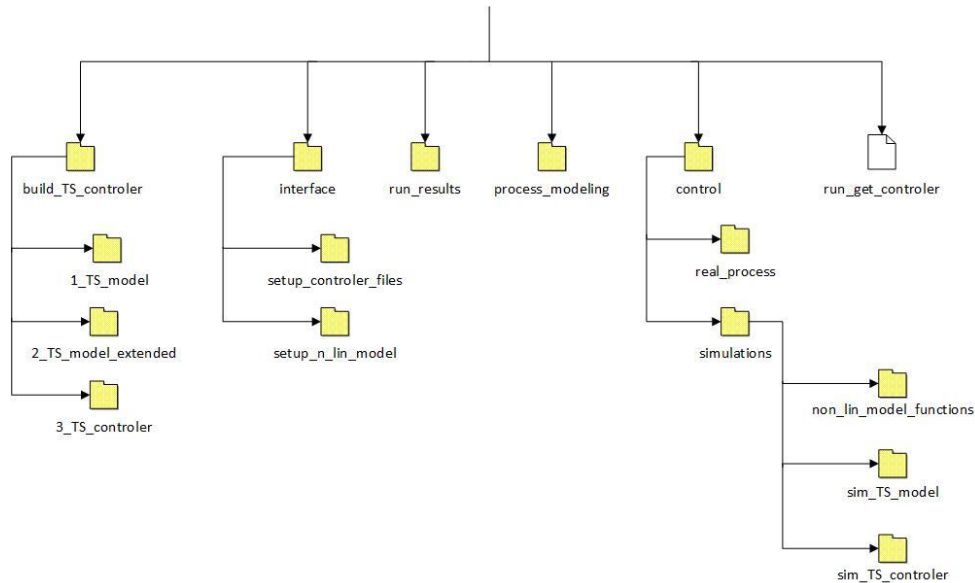 build_TS_controler
interface
run_results
process_modeling
control
run_get_controler
1_TS_model
setup_controler_files
real_process
2_TS_model_extended
setup_n_lin_model
simulations
3_TS_controler
non_lin_model_functions
sim_TS_model
sim_TS_controler